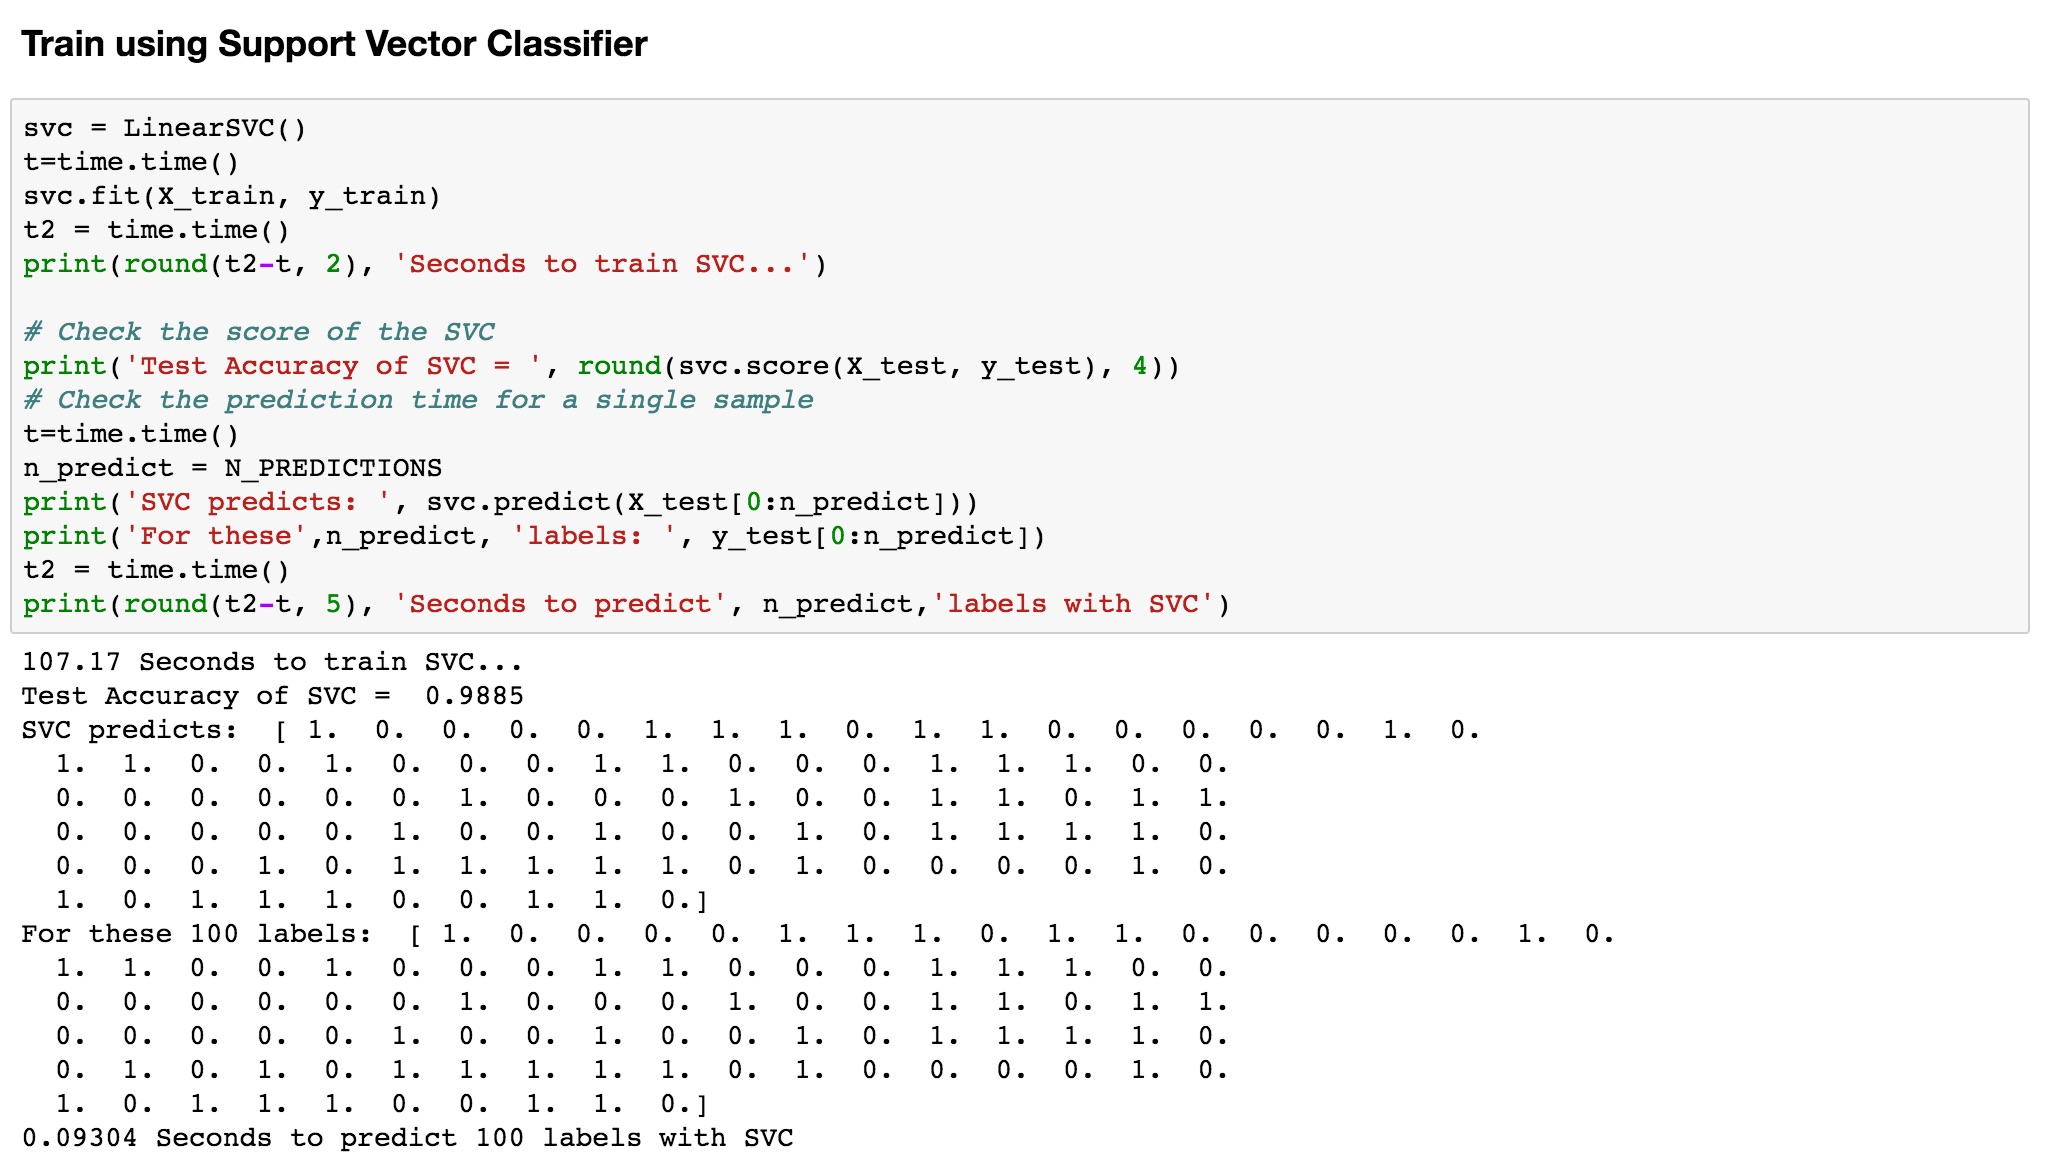 Train using Support Vector Classifier
svc = LinearSVC()
t=time.time()
svc.fit(X_train, y_train)
t2 = time.time()
print(round(t2-t, 2), 'Seconds to train SVC...')
# Check the score of the SVC
print('Test Accuracy of SVC = ', round(svc.score(X_test, y_test), 4))
# Check the prediction time for a single sample
t=time.time()
n_predict = N_PREDICTIONS
print('SVC predicts: ', svc.predict(X_test[0:n_predict]))
print('For these',n_predict, 'labels: ', y_test[0:n_predict])
t2 = time.time()
print(round(t2-t, 5), 'Seconds to predict', n_predict,'labels with SVC')
107.17 Seconds to train SVC...
Test Accuracy of SVC =  0.9885
SVC predicts:  [ 1.  0.  0.  0.  0.  1.  1.  1.  0.  1.  1.  0.  0.  0.  0.  0.  1.  0.
  1.  1.  0.  0.  1.  0.  0.  0.  1.  1.  0.  0.  0.  1.  1.  1.  0.  0.
  0.  0.  0.  0.  0.  0.  1.  0.  0.  0.  1.  0.  0.  1.  1.  0.  1.  1.
  0.  0.  0.  0.  0.  1.  0.  0.  1.  0.  0.  1.  0.  1.  1.  1.  1.  0.
  0.  0.  0.  1.  0.  1.  1.  1.  1.  1.  0.  1.  0.  0.  0.  0.  1.  0.
  1.  0.  1.  1.  1.  0.  0.  1.  1.  0.]
For these 100 labels:  [ 1.  0.  0.  0.  0.  1.  1.  1.  0.  1.  1.  0.  0.  0.  0.  0.  1.  0.
  1.  1.  0.  0.  1.  0.  0.  0.  1.  1.  0.  0.  0.  1.  1.  1.  0.  0.
  0.  0.  0.  0.  0.  0.  1.  0.  0.  0.  1.  0.  0.  1.  1.  0.  1.  1.
  0.  0.  0.  0.  0.  1.  0.  0.  1.  0.  0.  1.  0.  1.  1.  1.  1.  0.
  0.  1.  0.  1.  0.  1.  1.  1.  1.  1.  0.  1.  0.  0.  0.  0.  1.  0.
  1.  0.  1.  1.  1.  0.  0.  1.  1.  0.]
0.09304 Seconds to predict 100 labels with SVC